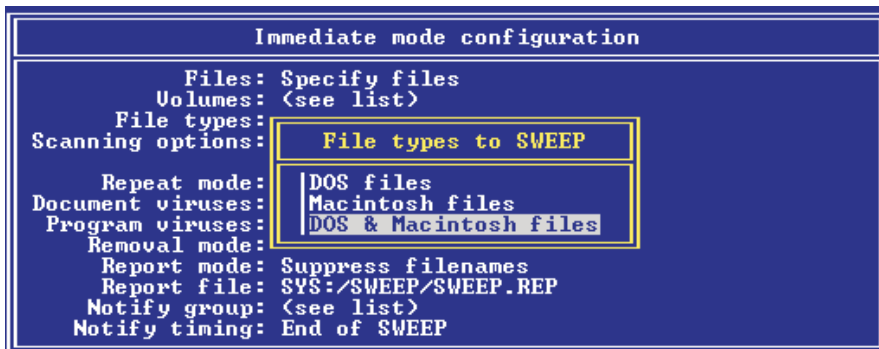 Immediate mode configuration
Files: Specify files
Volumes: (see list)
File types:
Scanning options:
File types to SWEEP
DOS files
Macintosh files
DOS & Macintosh files
Repeat mode:
Document viruses:
Program viruses:
Removal mode:
Report mode: Suppress filenames
Report file: SYS:/SWEEP/SWEEP.REP
Notify group: (see list)
Notify timing: End of SWEEP